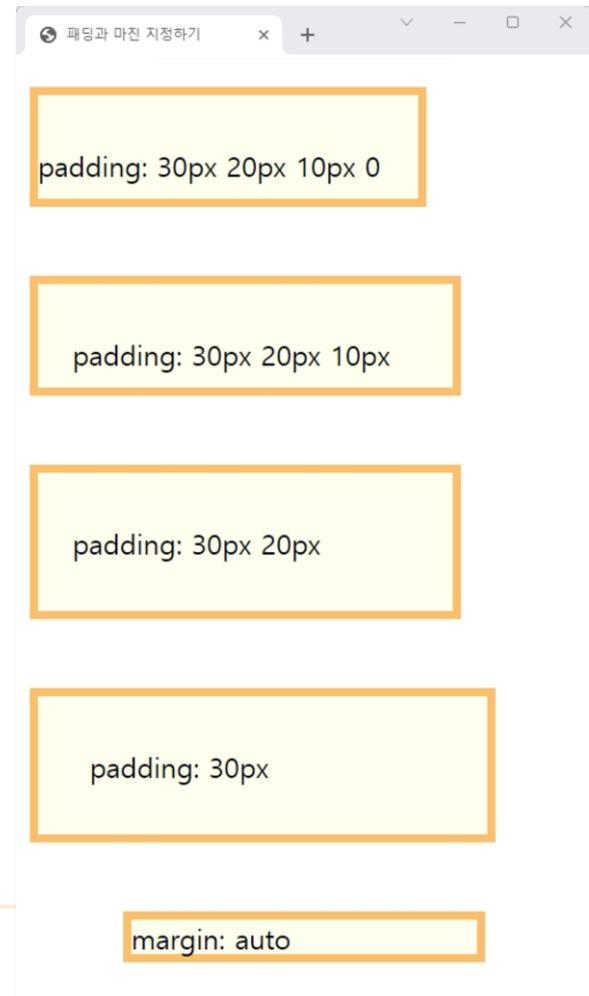 패딩과 마진 지정하기
padding: 30px 20px 10px 0
padding: 30px 20px 10px
padding: 30px 20px
padding: 30px
margin: auto